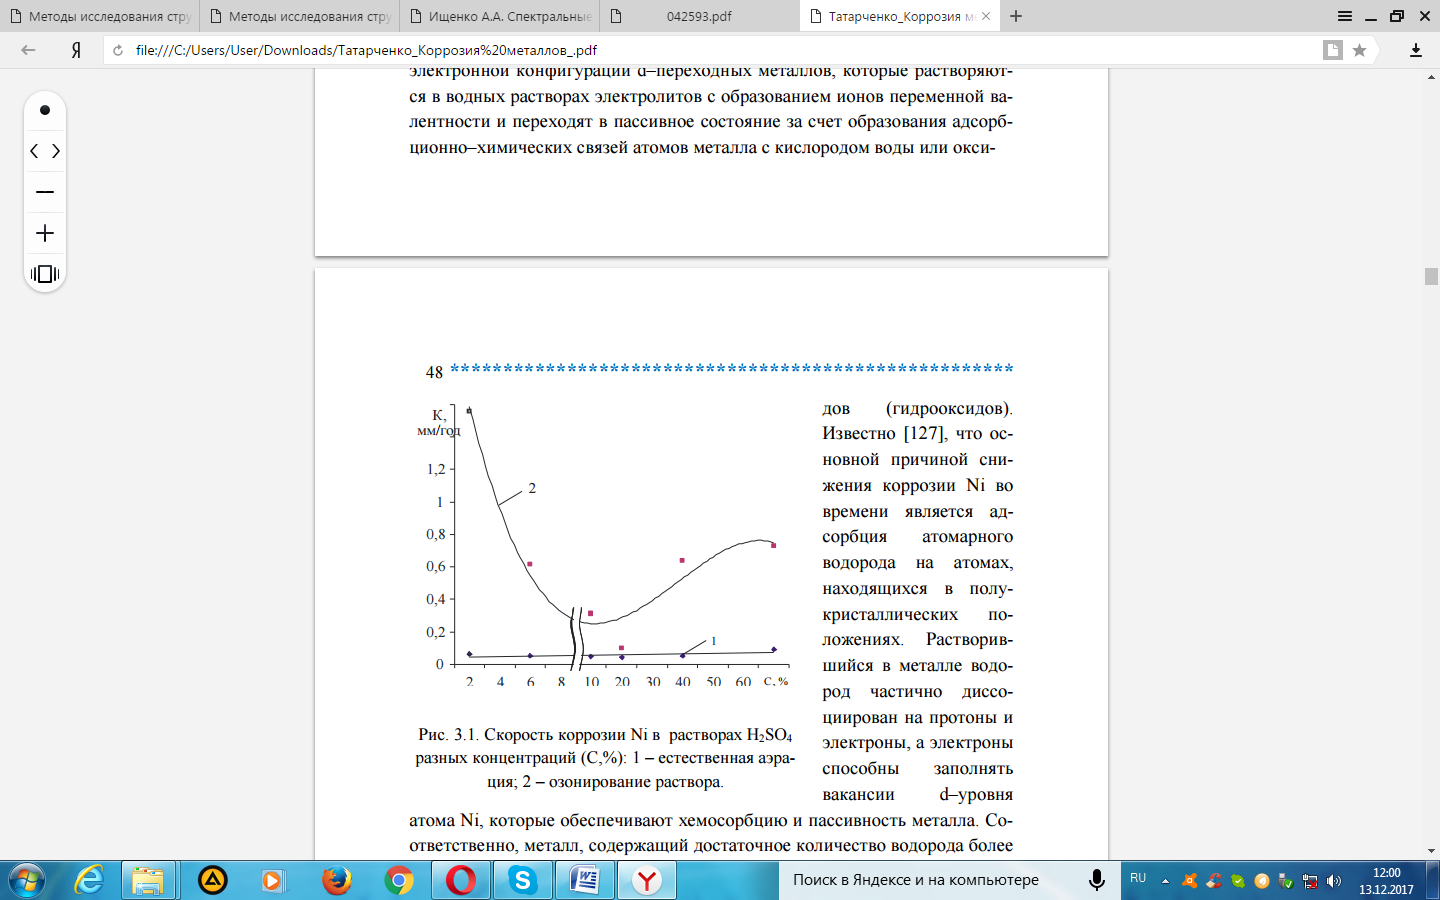 Методы исследования стру
Методы исследования стру
Ищенко А.А. Спектральные
042593.pdf
Татарченко_Коррозия м
file:///C:/Users/User/Downloads/Татарченко_Коррозия%20металлов_.pdf
электронной конфигурации d–переходных металлов, которые растворяют-
ся в водных растворах электролитов с образованием ионов переменной ва-
лентности и переходят в пассивное состояние за счет образования адсорб-
ционно–химических связей атомов металла с кислородом воды или окси-
48 *****************************************************
К,
мм/год
1,2
1
0,8
0,6
0,4
0,2
0
2
1
2 4 6 8 10 20 30 40 50 60 С,%
Рис. 3.1. Скорость коррозии Ni в растворах H2SO4
разных концентраций (С,%): 1 – естественная аэра-
ция; 2 – озонирование раствора.
дов (гидрооксидов).
Известно [127], что ос-
новной причиной сни-
жения коррозии Ni во
времени является ад-
сорбция атомарного
водорода на атомах,
находящихся в полу-
кристаллических по-
ложениях. Растворив-
шийся в металле водо-
род частично диссо-
циирован на протоны и
электроны, а электроны
способны заполнять
вакансии d–уровня
атома Ni, которые обеспечивают хемосорбцию и пассивность металла. Со-
ответственно, металл, содержащий достаточное количество водорода более
Поиск в Яндексе и на компьютере
RU
12:00
13.12.2017